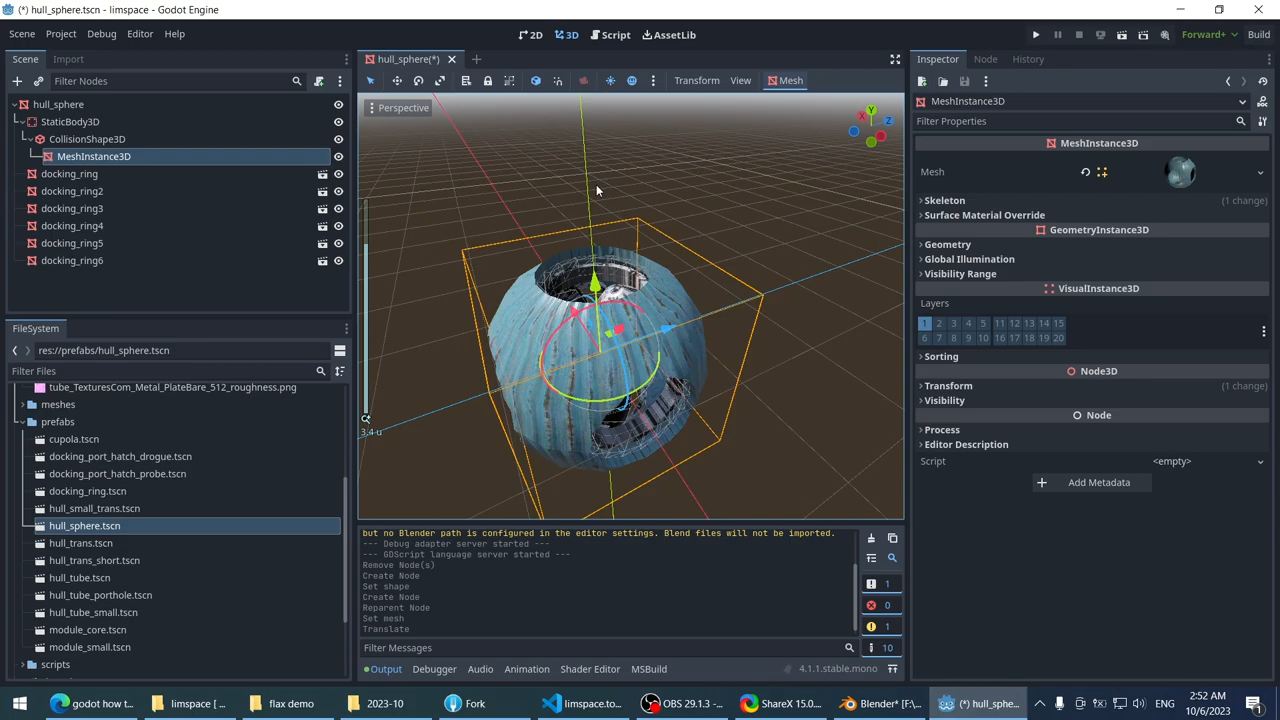 (*) hull_sphere.tscn - limspace - Godot Engine
Scene Project Debug Editor Help
2D 3D Script AssetLib
Forward+ Build
Scene Import
Filter Nodes
hull_sphere
StaticBody3D
CollisionShape3D
MeshInstance3D
docking_ring
docking_ring2
docking_ring3
docking_ring4
docking_ring5
docking_ring6
FileSystem
res://prefabs/hull_sphere.tscn
Filter Files
tube_TexturesCom_Metal_PlateBare_512_roughness.png
meshes
prefabs
cupola.tscn
docking_port_hatch_drogue.tscn
docking_port_hatch_probe.tscn
docking_ring.tscn
hull_small_trans.tscn
hull_sphere.tscn
hull_trans.tscn
hull_trans_short.tscn
hull_tube.tscn
hull_tube_porthole.tscn
hull_tube_small.tscn
module_core.tscn
module_small.tscn
scripts
hull_sphere(*)
Transform View Mesh
Perspective
Y
X
Z
3.4 u
but no Blender path is configured in the editor settings. Blend files will not be imported.
--- Debug adapter server started ---
--- GDScript language server started ---
Remove Node(s)
Create Node
Set shape
Create Node
Reparent Node
Set mesh
Translate
1
0
1
10
Filter Messages
Output Debugger Audio Animation Shader Editor MSBuild 4.1.1.stable.mono
Inspector Node History
MeshInstance3D
Filter Properties
MeshInstance3D
Mesh
Skeleton (1 change)
Surface Material Override
GeometryInstance3D
Geometry
Global Illumination
Visibility Range
VisualInstance3D
Layers
1 2 3 4 5 11 12 13 14 15
6 7 8 9 10 16 17 18 19 20
Sorting
Node3D
Transform (1 change)
Visibility
Node
Process
Editor Description
Script <empty>
Add Metadata
godot how t... limspace [ ... flax demo 2023-10 Fork limspace.to... OBS 29.1.3 -... ShareX 15.0... Blender* [F:\... (*) hull_sphe...
2:52 AM
10/6/2023